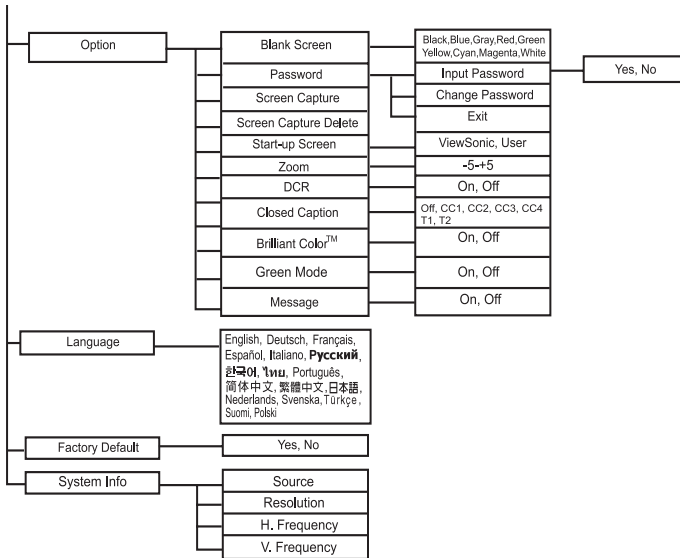 Option
Blank Screen
Black,Blue,Gray,Red,Green
Yellow,Cyan,Magenta,White
Password
Input Password
Yes, No
Change Password
Exit
Screen Capture
Screen Capture Delete
Start-up Screen
ViewSonic, User
Zoom
-5-+5
DCR
On, Off
Closed Caption
Off, CC1, CC2, CC3, CC4
T1, T2
Brilliant Color™
On, Off
Green Mode
On, Off
Message
On, Off
Language
English, Deutsch, Français,
Español, Italiano, Русский,
한국어, ไทย, Português,
简体中文, 繁體中文, 日本語,
Nederlands, Svenska, Türkçe,
Suomi, Polski
Factory Default
Yes, No
System Info
Source
Resolution
H. Frequency
V. Frequency